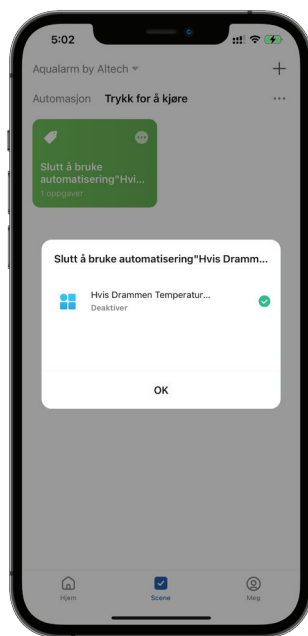 5:02
Aqualarm by Altech
Automasjon Trykk for å kjøre
Slutt å bruke
automatisering"Hvi...
1 oppgaver
Slutt å bruke automatisering"Hvis Dramm...
Hvis Drammen Temperatur...
Deaktiver
OK
Hjem Scene Meg